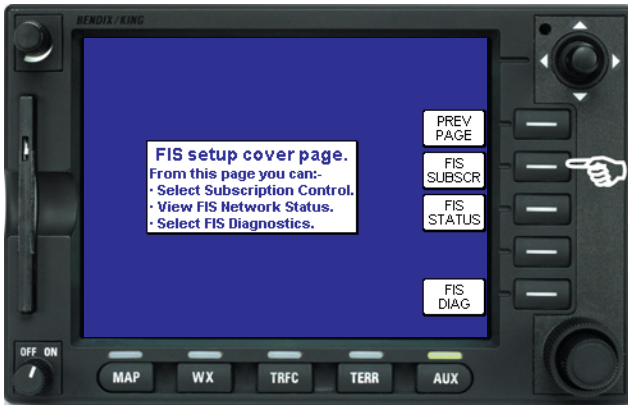 BENDIX/KING
PREV
PAGE
FIS setup cover page.
From this page you can:-
· Select Subscription Control.
· View FIS Network Status.
· Select FIS Diagnostics.
FIS
SUBSCR
FIS
STATUS
FIS
DIAG
OFF ON
MAP
WX
TRFC
TERR
AUX